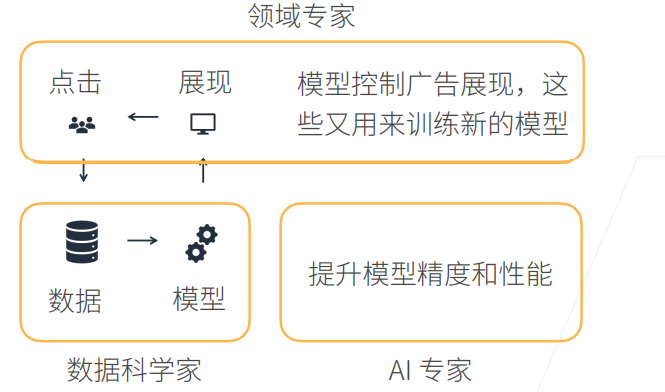 领域专家
点击
展现
模型控制广告展现，这
些又用来训练新的模型
数据
模型
提升模型精度和性能
数据科学家
AI 专家